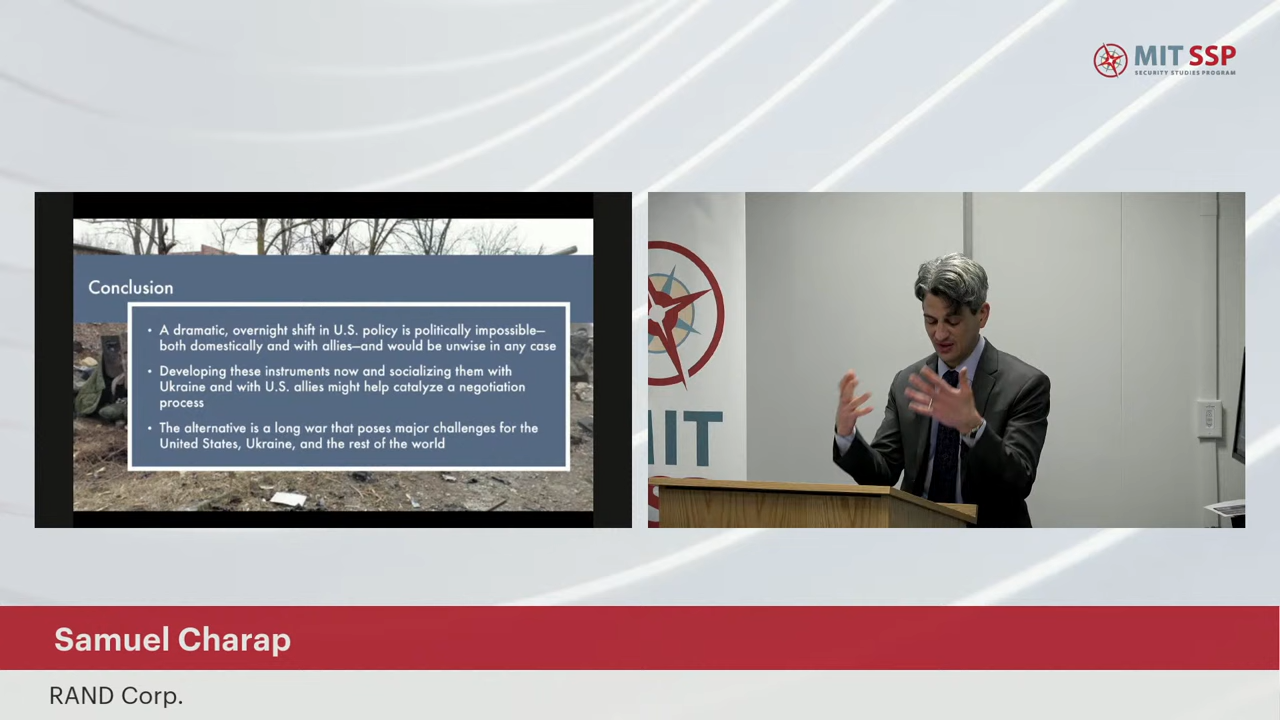 MIT SSP
SECURITY STUDIES PROGRAM
Conclusion
• A dramatic, overnight shift in U.S. policy is politically impossible—
both domestically and with allies—and would be unwise in any case
• Developing these instruments now and socializing them with
Ukraine and with U.S. allies might help catalyze a negotiation
process
• The alternative is a long war that poses major challenges for the
United States, Ukraine, and the rest of the world
MIT
Samuel Charap
RAND Corp.